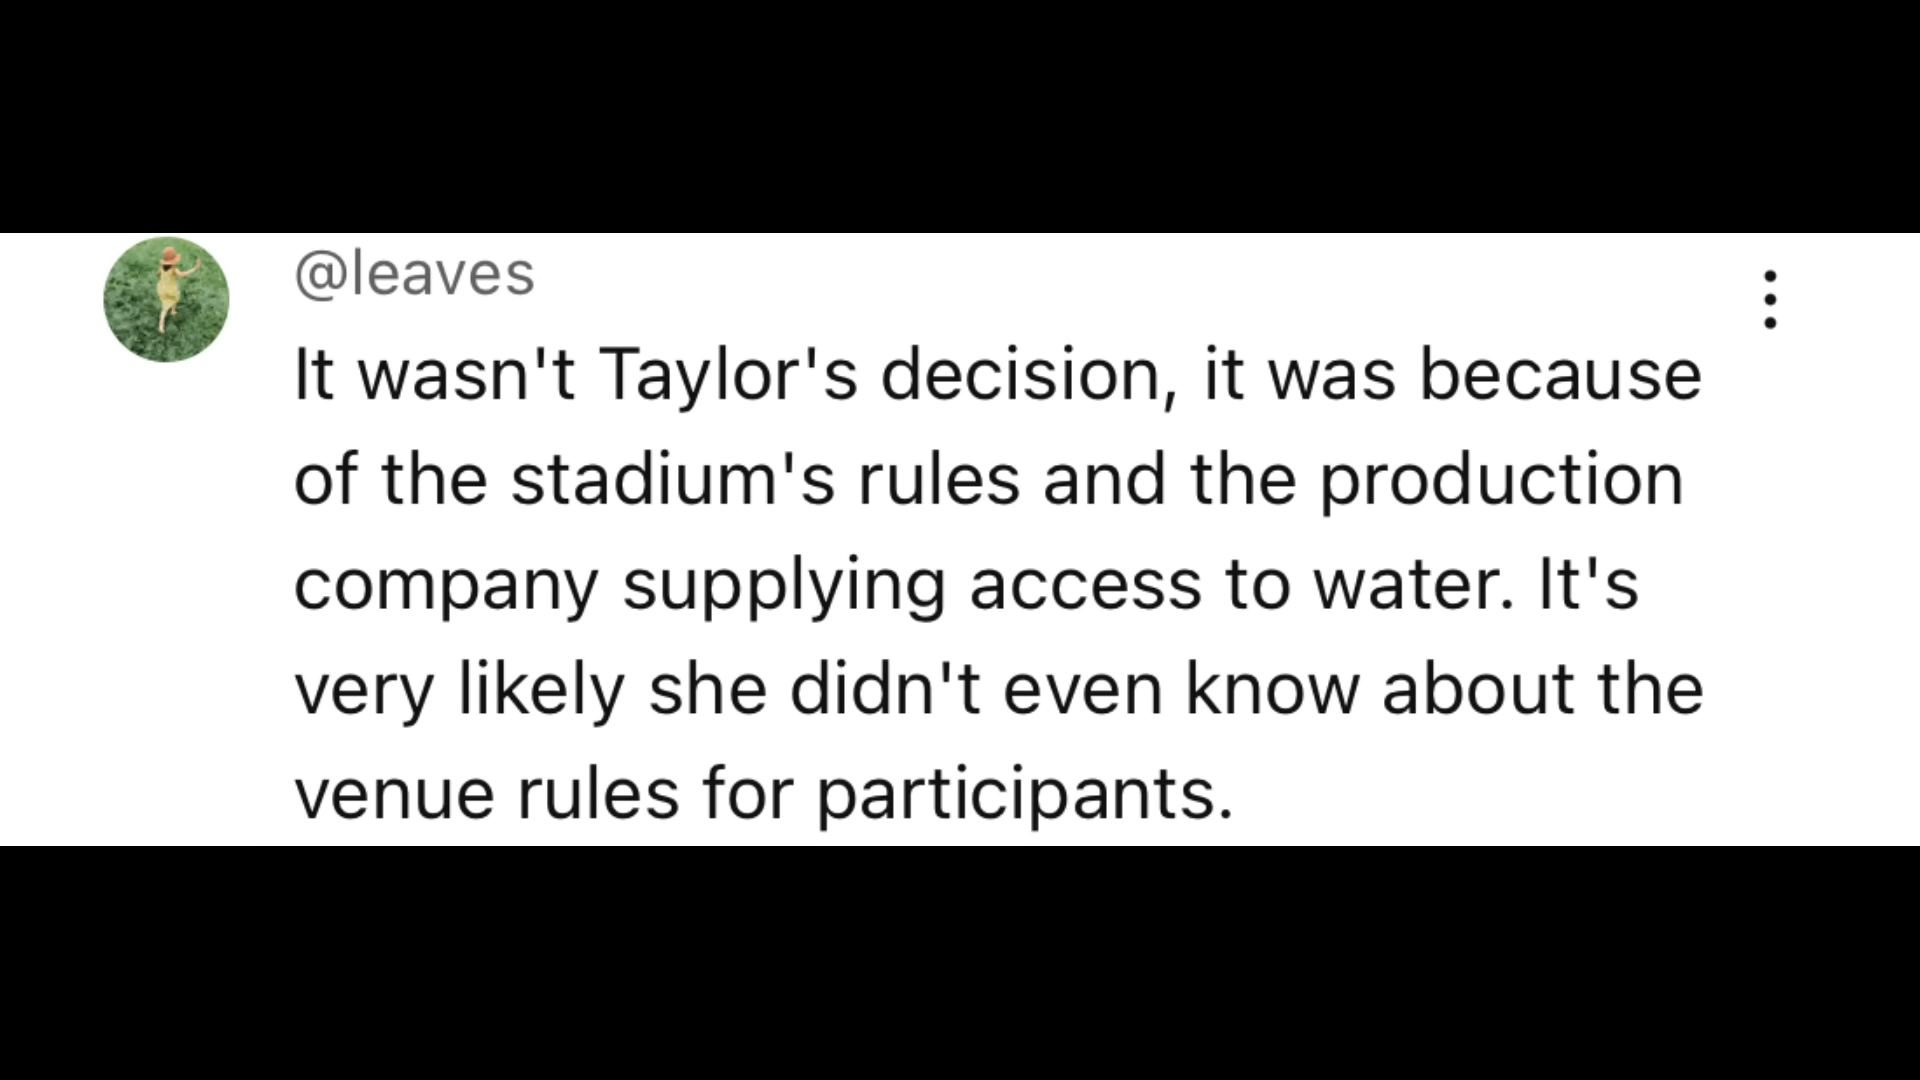 @leaves
It wasn't Taylor's decision, it was because
of the stadium's rules and the production
company supplying access to water. It's
very likely she didn't even know about the
venue rules for participants.